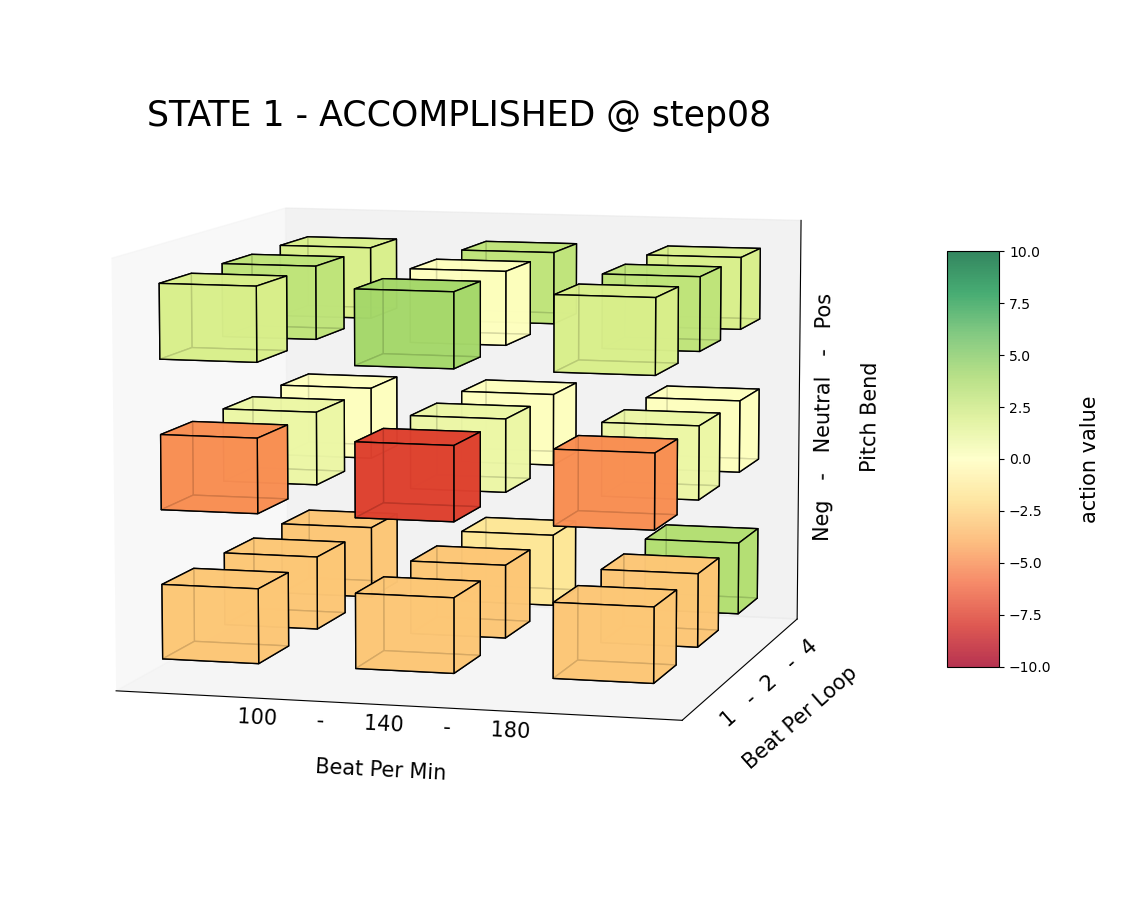 STATE 1 - ACCOMPLISHED @ step08
Neg - Neutral - Pos
Pitch Bend
1 - 2 - 4
Beat Per Loop
100 - 140 - 180
Beat Per Min
10.0
7.5
5.0
2.5
0.0
−2.5
−5.0
−7.5
−10.0
action value